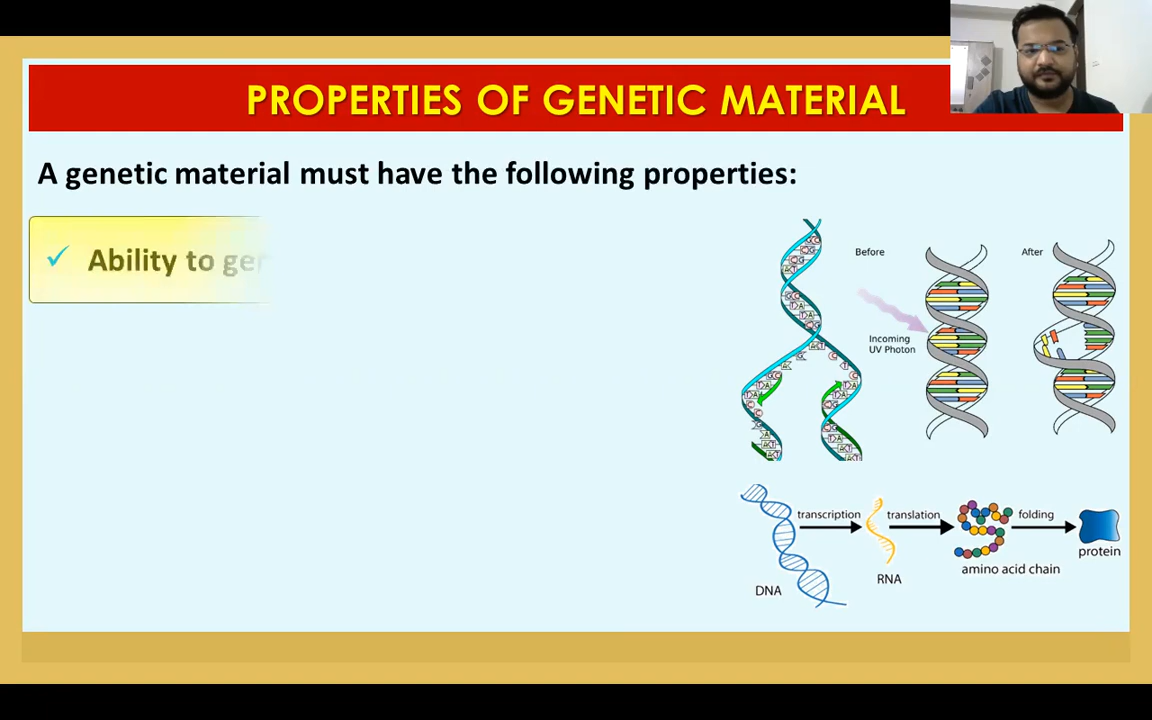 PROPERTIES OF GENETIC MATERIAL
A genetic material must have the following properties:
✓ Ability to ge
Before
After
Incoming
UV Photon
transcription
translation
folding
DNA
RNA
amino acid chain
protein